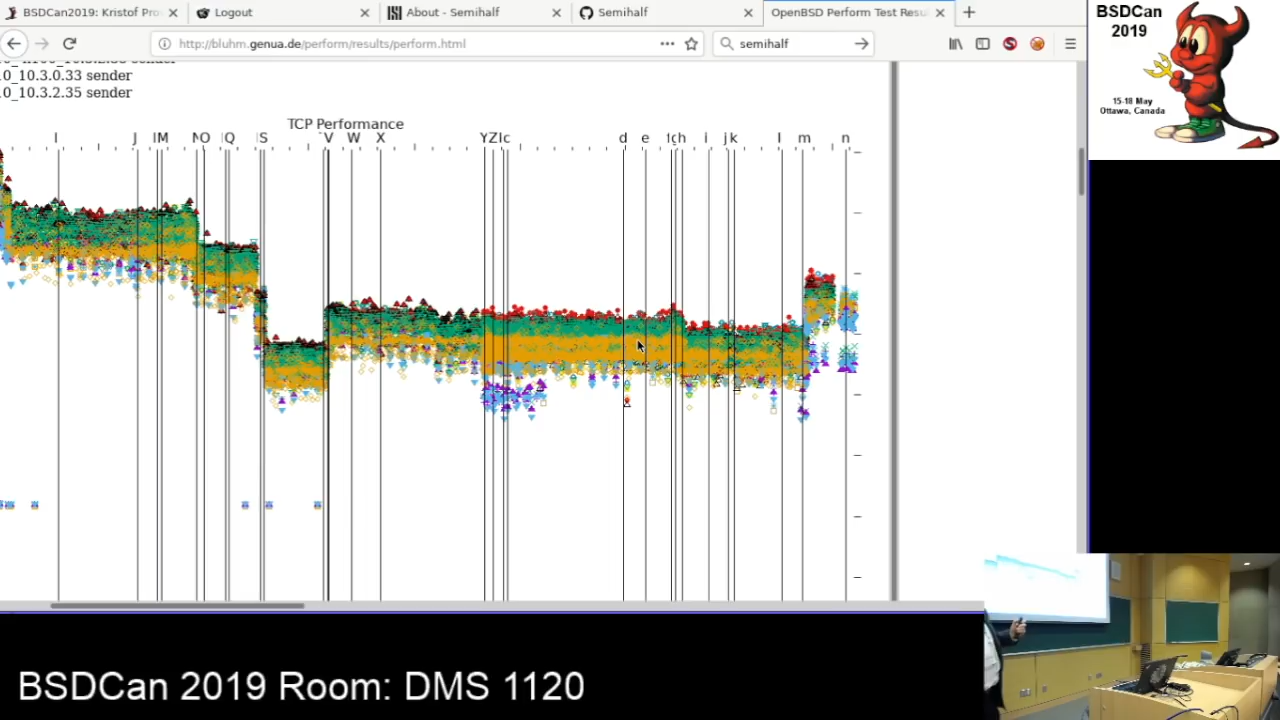 BSDCan2019: Kristof Pro
Logout
About - Semihalf
Semihalf
OpenBSD Perform Test Resu
http://bluhm.genua.de/perform/results/perform.html
semihalf
BSDCan
2019
15-18 May
Ottawa, Canada
0_10.3.0.33 sender
0_10.3.2.35 sender
TCP Performance
I J M N O Q S V W X Y Z c d e h i j k l m n
BSDCan 2019 Room: DMS 1120